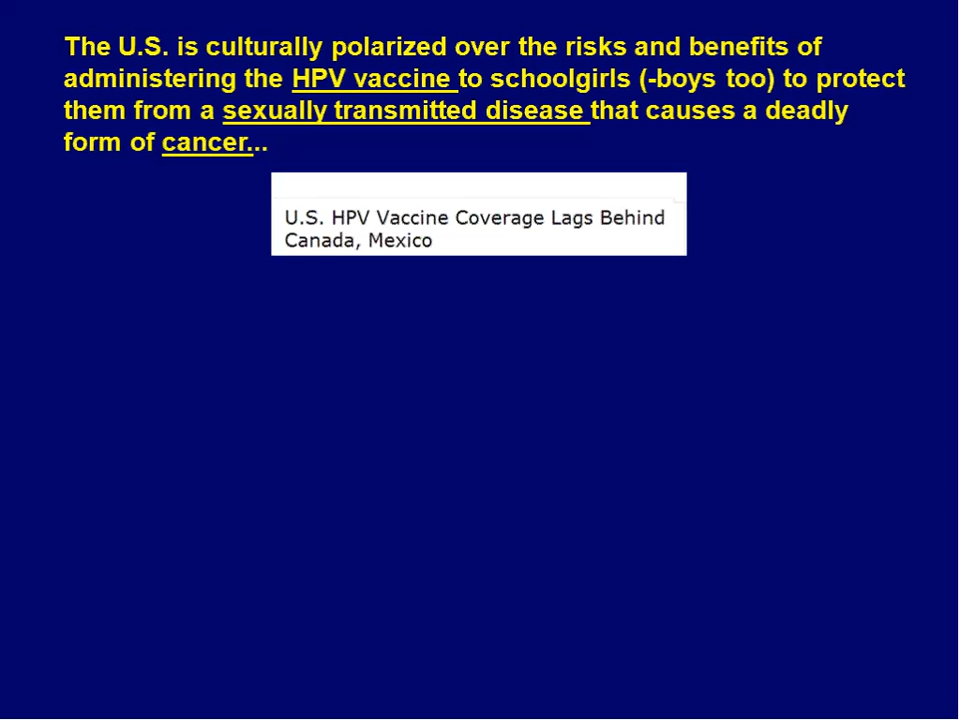 The U.S. is culturally polarized over the risks and benefits of
administering the HPV vaccine to schoolgirls (-boys too) to protect
them from a sexually transmitted disease that causes a deadly
form of cancer...
U.S. HPV Vaccine Coverage Lags Behind
Canada, Mexico